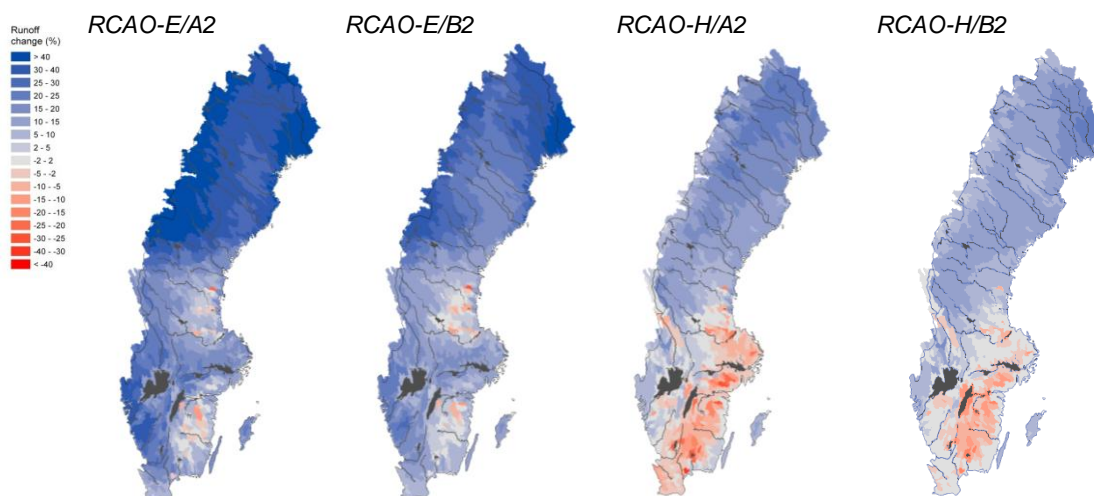 RCAO-E/A2 RCAO-E/B2 RCAO-H/A2 RCAO-H/B2
Runoff
change (%)
> 40
30 - 40
25 - 30
20 - 25
15 - 20
10 - 15
5 - 10
2 - 5
-2 - 2
-5 - -2
-10 - -5
-15 - -10
-20 - -15
-25 - -20
-30 - -25
-40 - -30
< -40